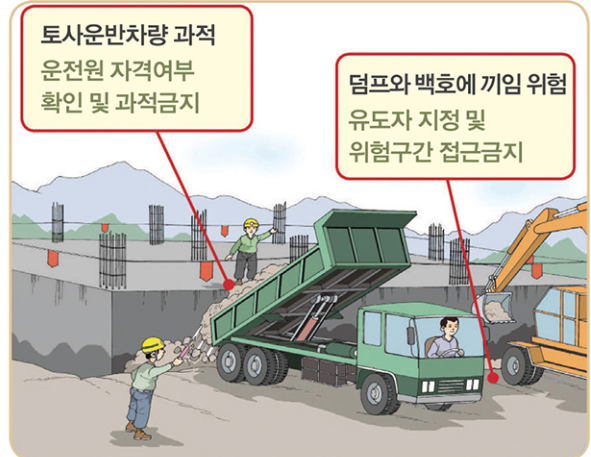 토사운반차량 과적
운전원 자격여부
확인 및 과적금지
덤프와 백호에 끼임 위험
유도자 지정 및
위험구간 접근금지